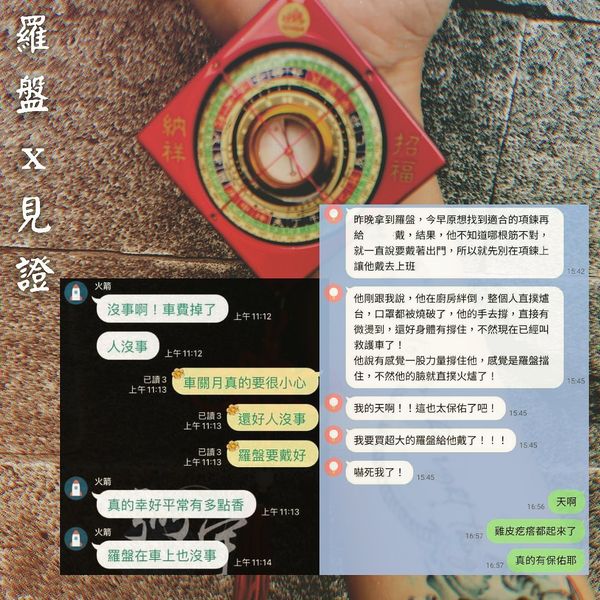 羅盤x見證
納祥
招福
火箭
沒事啊！車費掉了
上午11:12
人沒事
上午11:12
已讀3
上午11:13
車關月真的要很小心
已讀3
上午11:13
還好人沒事
已讀3
上午11:13
羅盤要戴好
火箭
真的幸好平常有多點香
上午11:13
火箭
羅盤在車上也沒事
上午11:14
昨晚拿到羅盤，今早原想找到適合的項鍊再
給 戴，結果，他不知道哪根筋不對，
就一直說要戴著出門，所以就先別在項鍊上
讓他戴去上班
15:42
他剛跟我說，他在廚房絆倒，整個人直撲爐
台，口罩都被燒破了，他的手去撐，直接有
微燙到，還好身體有撐住，不然現在已經叫
救護車了！
他說有感覺一股力量撐住他，感覺是羅盤擋
住，不然他的臉就直撲火爐了！
15:45
我的天啊！！這也太保佑了吧！
15:45
我要買超大的羅盤給他戴了！！！
15:45
嚇死我了！
15:45
16:56
天啊
16:57
雞皮疙瘩都起來了
16:57
真的有保佑耶